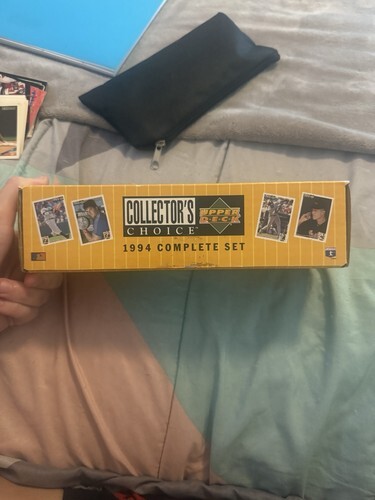 COLLECTOR'S
CHOICE
UPPER
DECK
1994 COMPLETE SET